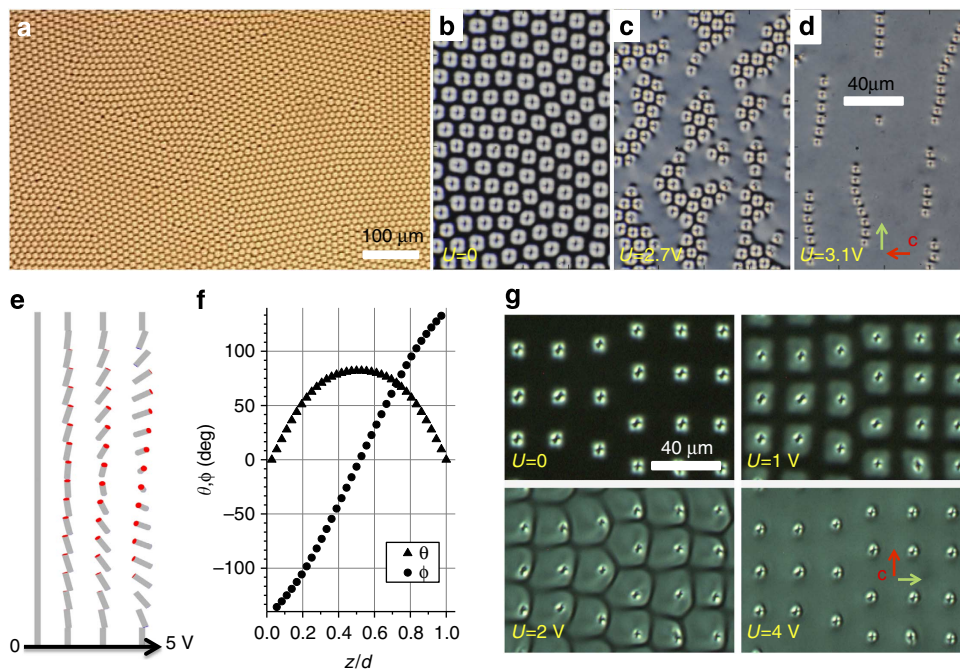 a
100 μm
b
U=0
c
U=2.7V
d
40μm
c
U=3.1V
e
0
5 V
f
θ,ϕ (deg)
100
50
0
−50
−100
0.0
0.2
0.4
0.6
0.8
1.0
z/d
θ
ϕ
g
U=0
40 μm
U=1 V
U=2 V
U=4 V
c